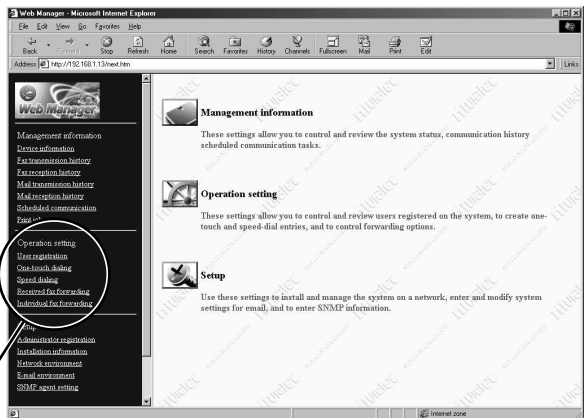 Web Manager - Microsoft Internet Explorer
File Edit View Go Favorites Help
Back Forward Stop Refresh Home Search Favorites History Channels Fullscreen Mail Print Edit
Address http://192.168.1.13/next.htm Links
Web Manager
Management information
Device information
Fax transmission history
Fax reception history
Mail transmission history
Mail reception history
Scheduled communication
Print job
Operation setting
User registration
One-touch dialing
Speed dialing
Received fax forwarding
Individual fax forwarding
Setup
Administrator registration
Installation information
Network environment
E-mail environment
SNMP agent setting
Management information
These settings allow you to control and review the system status, communication history
scheduled communication tasks.
Operation setting
These settings allow you to control and review users registered on the system, to create one-
touch and speed-dial entries, and to control forwarding options.
Setup
Use these settings to install and manage the system on a network, enter and modify system
settings for email, and to enter SNMP information.
Internet zone